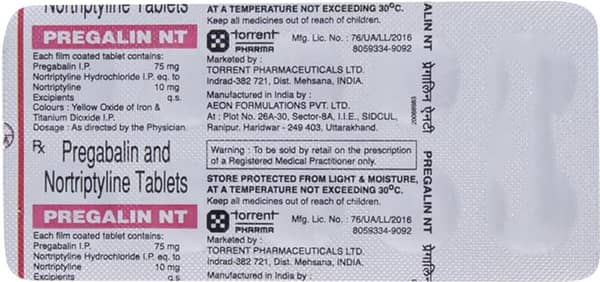 Nortriptyline Tablets
PREGALIN NT
Each film coated tablet contains:
Pregabalin I.P. 75 mg
Nortriptyline Hydrochloride I.P. eq. to
Nortriptyline 10 mg
Excipients q.s.
Colours : Yellow Oxide of Iron &
Titanium Dioxide I.P.
Dosage : As directed by the Physician.
Rx Pregabalin and
Nortriptyline Tablets
PREGALIN NT
Each film coated tablet contains:
Pregabalin I.P. 75 mg
Nortriptyline Hydrochloride I.P. eq. to
Nortriptyline 10 mg
Excipients q.s.
AT A TEMPERATURE NOT EXCEEDING 30°C.
Keep all medicines out of reach of children.
torrent
PHARMA
Mfg. Lic. No. : 76/UA/LL/2016
8059334-9092
Marketed by :
TORRENT PHARMACEUTICALS LTD.
Indrad-382 721, Dist. Mehsana, INDIA.
Manufactured in India by :
AEON FORMULATIONS PVT. LTD.
At : Plot No. 26A-30, Sector-8A, I.I.E., SIDCUL,
Ranipur, Haridwar - 249 403, Uttarakhand.
Warning : To be sold by retail on the prescription
of a Registered Medical Practitioner only.
STORE PROTECTED FROM LIGHT & MOISTURE,
AT A TEMPERATURE NOT EXCEEDING 30°C.
Keep all medicines out of reach of children.
torrent
PHARMA
Mfg. Lic. No. : 76/UA/LL/2016
8059334-9092
Marketed by :
TORRENT PHARMACEUTICALS LTD.
Indrad-382 721, Dist. Mehsana, INDIA.
Manufactured in India by :
PREGALIN NT
प्रेगालिन एनटी
PREGALIN NT
प्रेगालिन एनटी